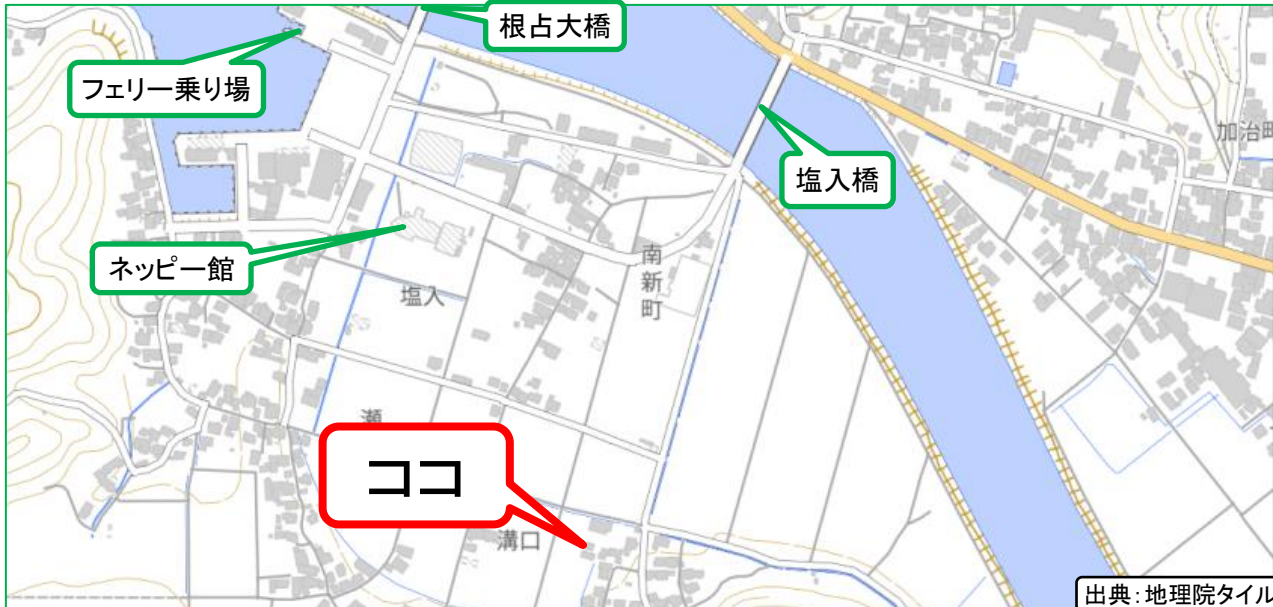 根占大橋
フェリー乗り場
加治町
塩入橋
ネッピー館
南新町
塩入
瀬
ココ
溝口
出典:地理院タイル